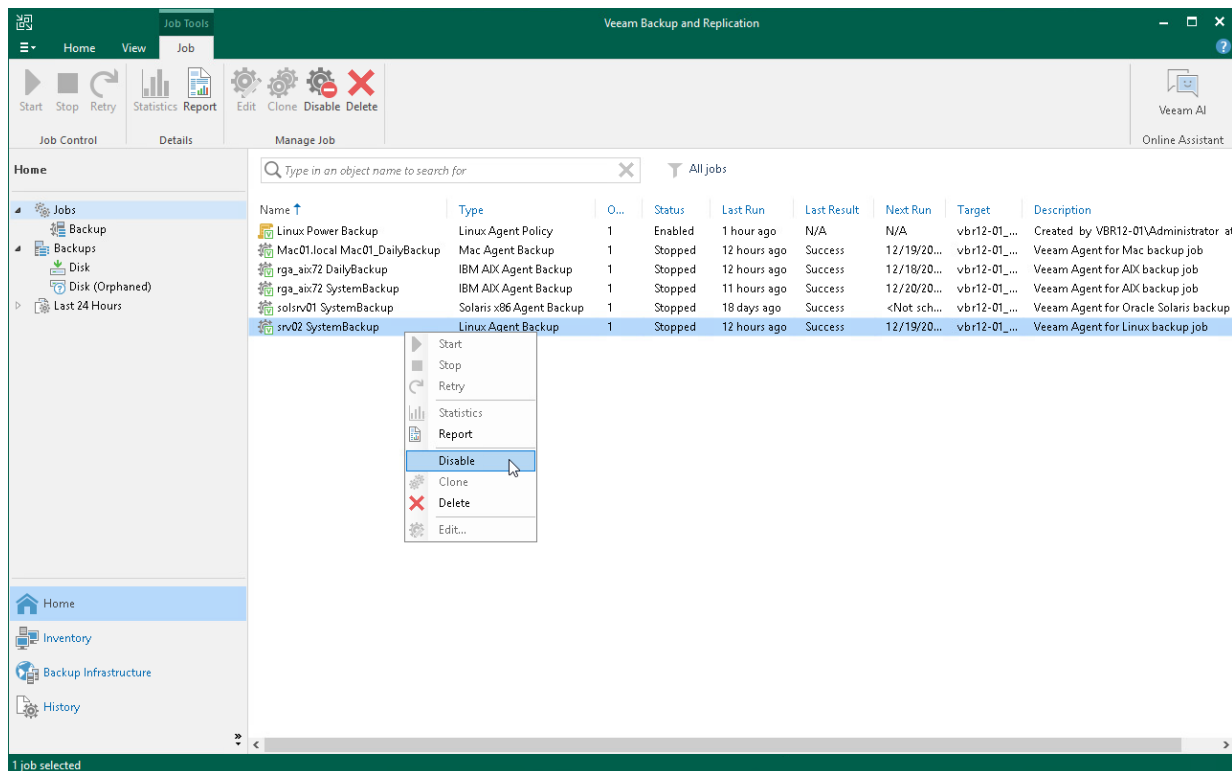 Job Tools
Veeam Backup and Replication
Home View Job
Start Stop Retry Statistics Report Edit Clone Disable Delete
Veeam AI
Job Control Details Manage Job Online Assistant
Home
Type in an object name to search for
All jobs
Jobs
Backup
Backups
Disk
Disk (Orphaned)
Last 24 Hours
Name Type O... Status Last Run Last Result Next Run Target Description
Linux Power Backup Linux Agent Policy 1 Enabled 1 hour ago N/A N/A vbr12-01_... Created by VBR12-01\Administrator at
Mac01.local Mac01_DailyBackup Mac Agent Backup 1 Stopped 12 hours ago Success 12/19/20... vbr12-01_... Veeam Agent for Mac backup job
rga_aix72 DailyBackup IBM AIX Agent Backup 1 Stopped 12 hours ago Success 12/18/20... vbr12-01_... Veeam Agent for AIX backup job
rga_aix72 SystemBackup IBM AIX Agent Backup 1 Stopped 11 hours ago Success 12/20/20... vbr12-01_... Veeam Agent for AIX backup job
solsrv01 SystemBackup Solaris x86 Agent Backup 1 Stopped 18 days ago Success <Not sch... vbr12-01_... Veeam Agent for Oracle Solaris backup
srv02 SystemBackup Linux Agent Backup 1 Stopped 12 hours ago Success 12/19/20... vbr12-01_... Veeam Agent for Linux backup job
Start
Stop
Retry
Statistics
Report
Disable
Clone
Delete
Edit...
Home
Inventory
Backup Infrastructure
History
1 job selected